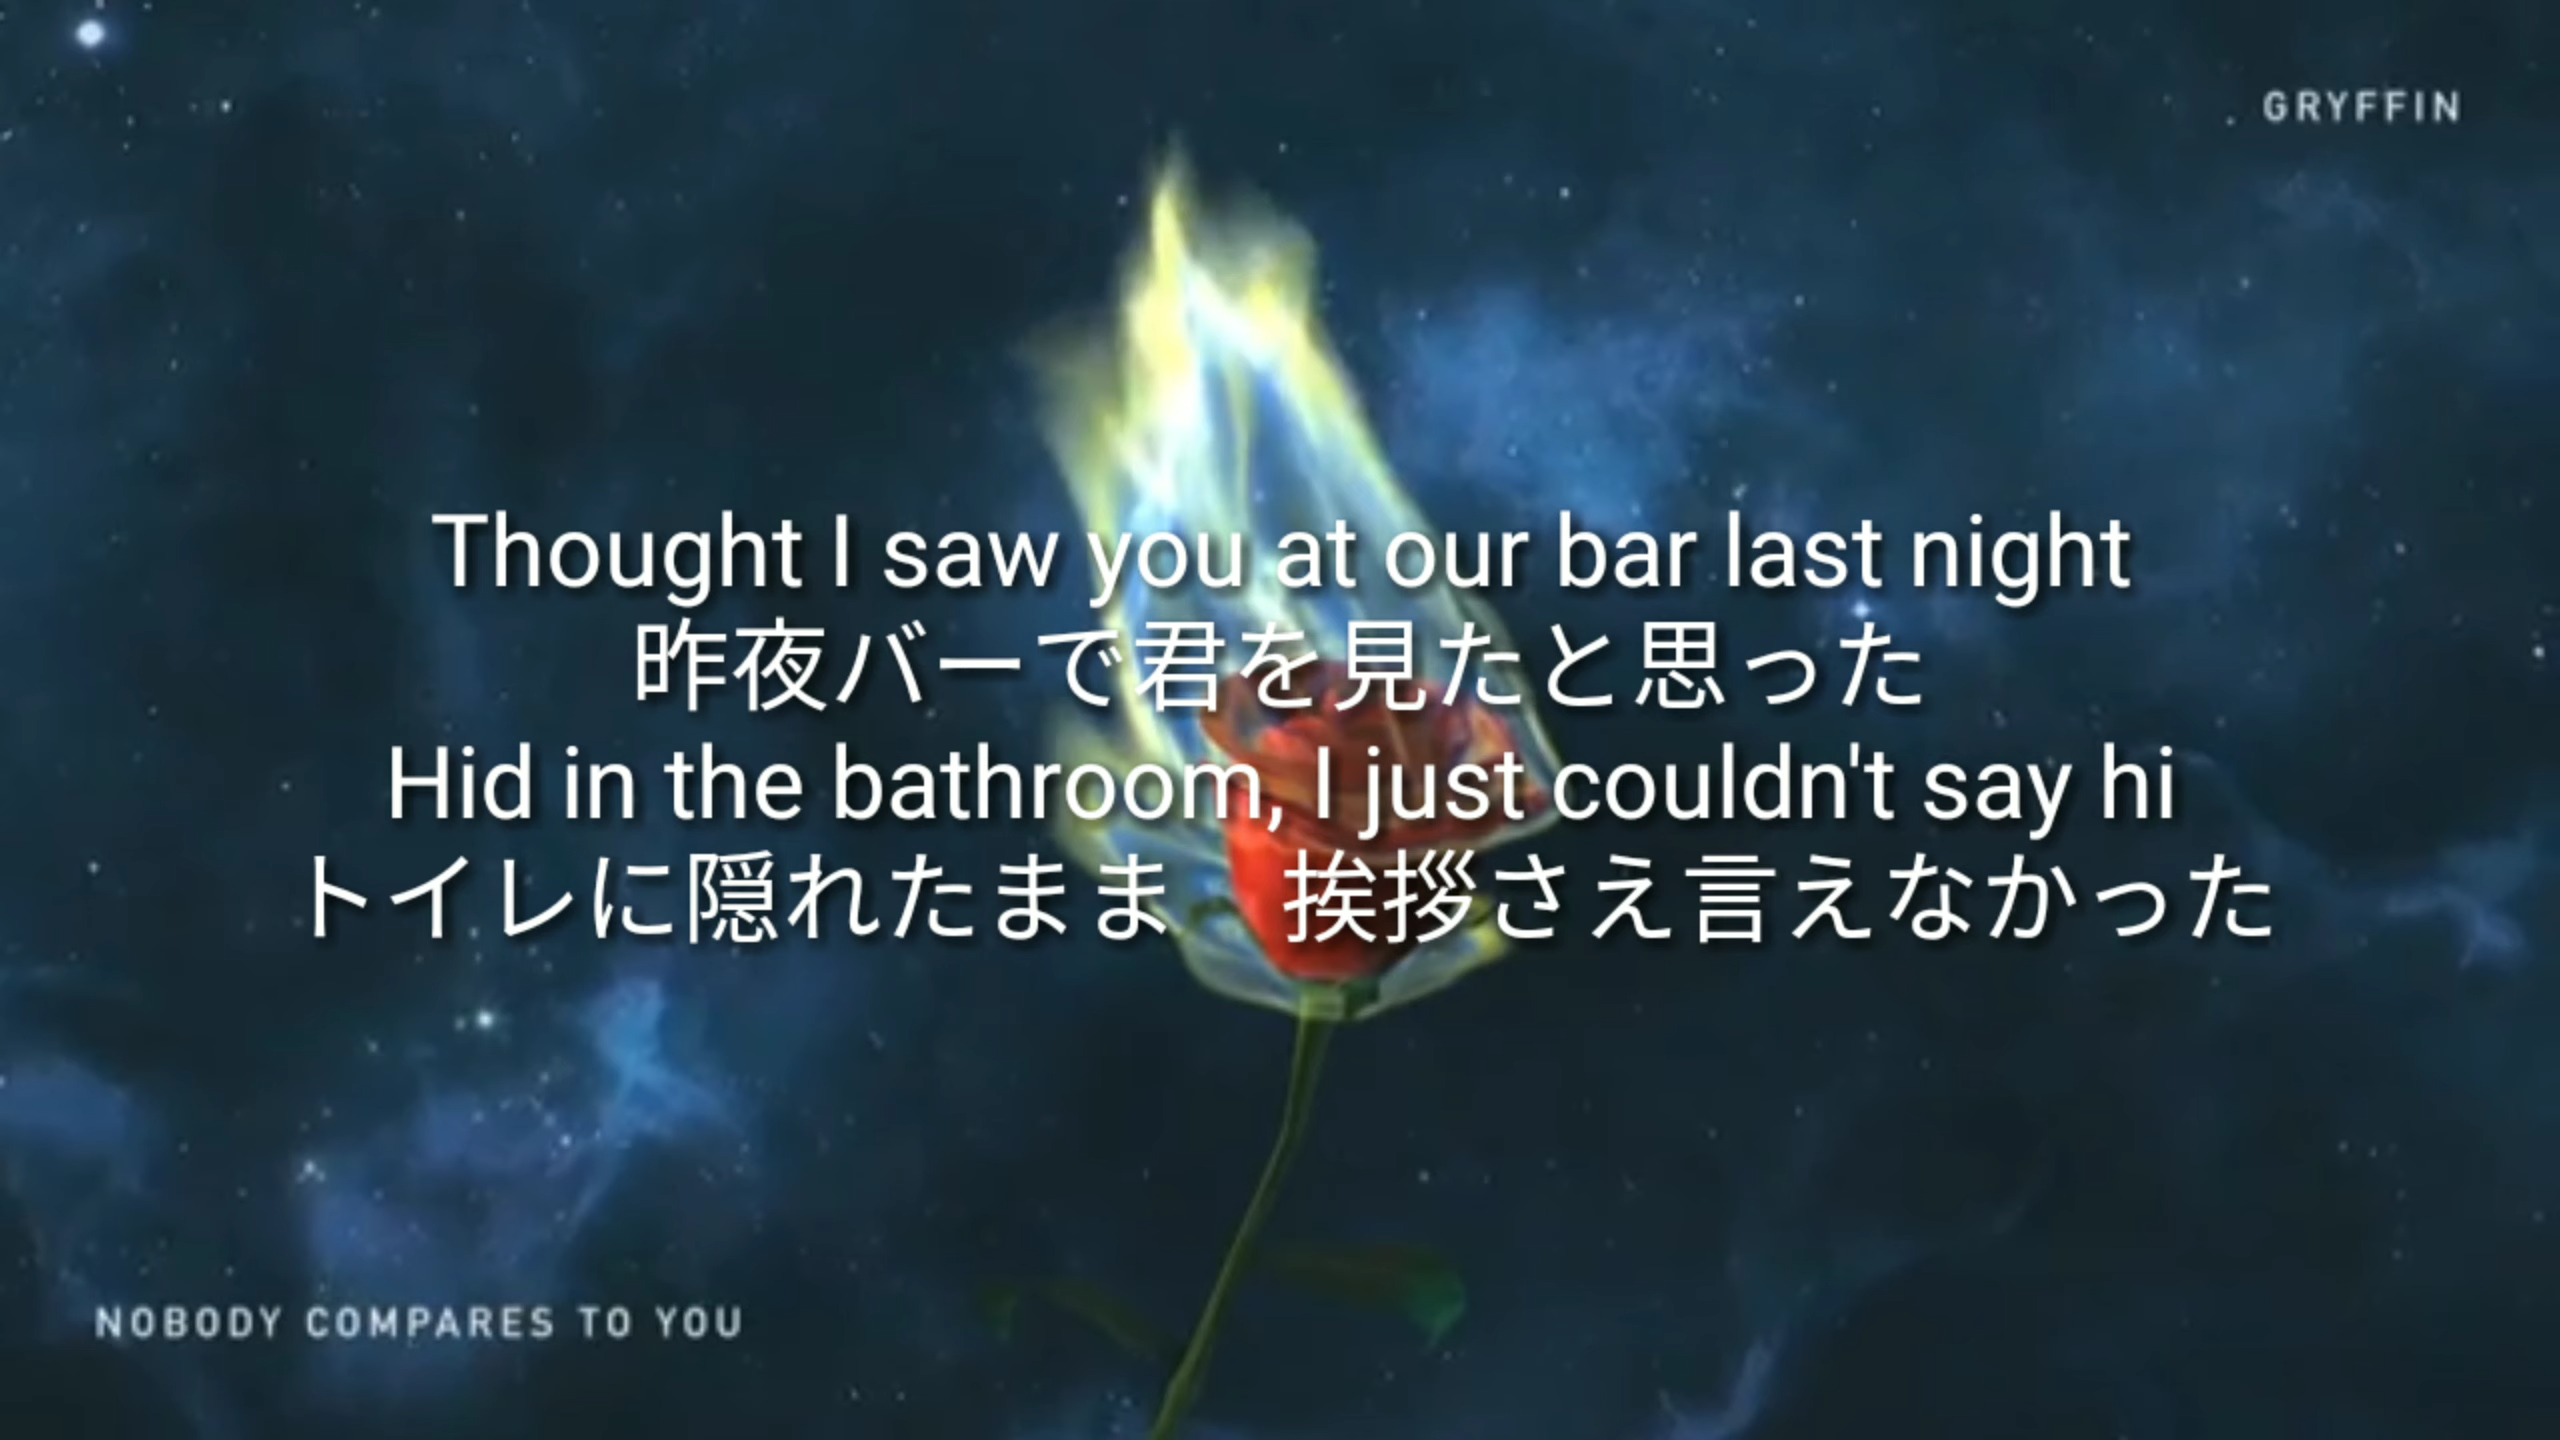 GRYFFIN
Thought I saw you at our bar last night
昨夜バーで君を見たと思った
Hid in the bathroom, I just couldn't say hi
トイレに隠れたまま　挨拶さえ言えなかった
NOBODY COMPARES TO YOU